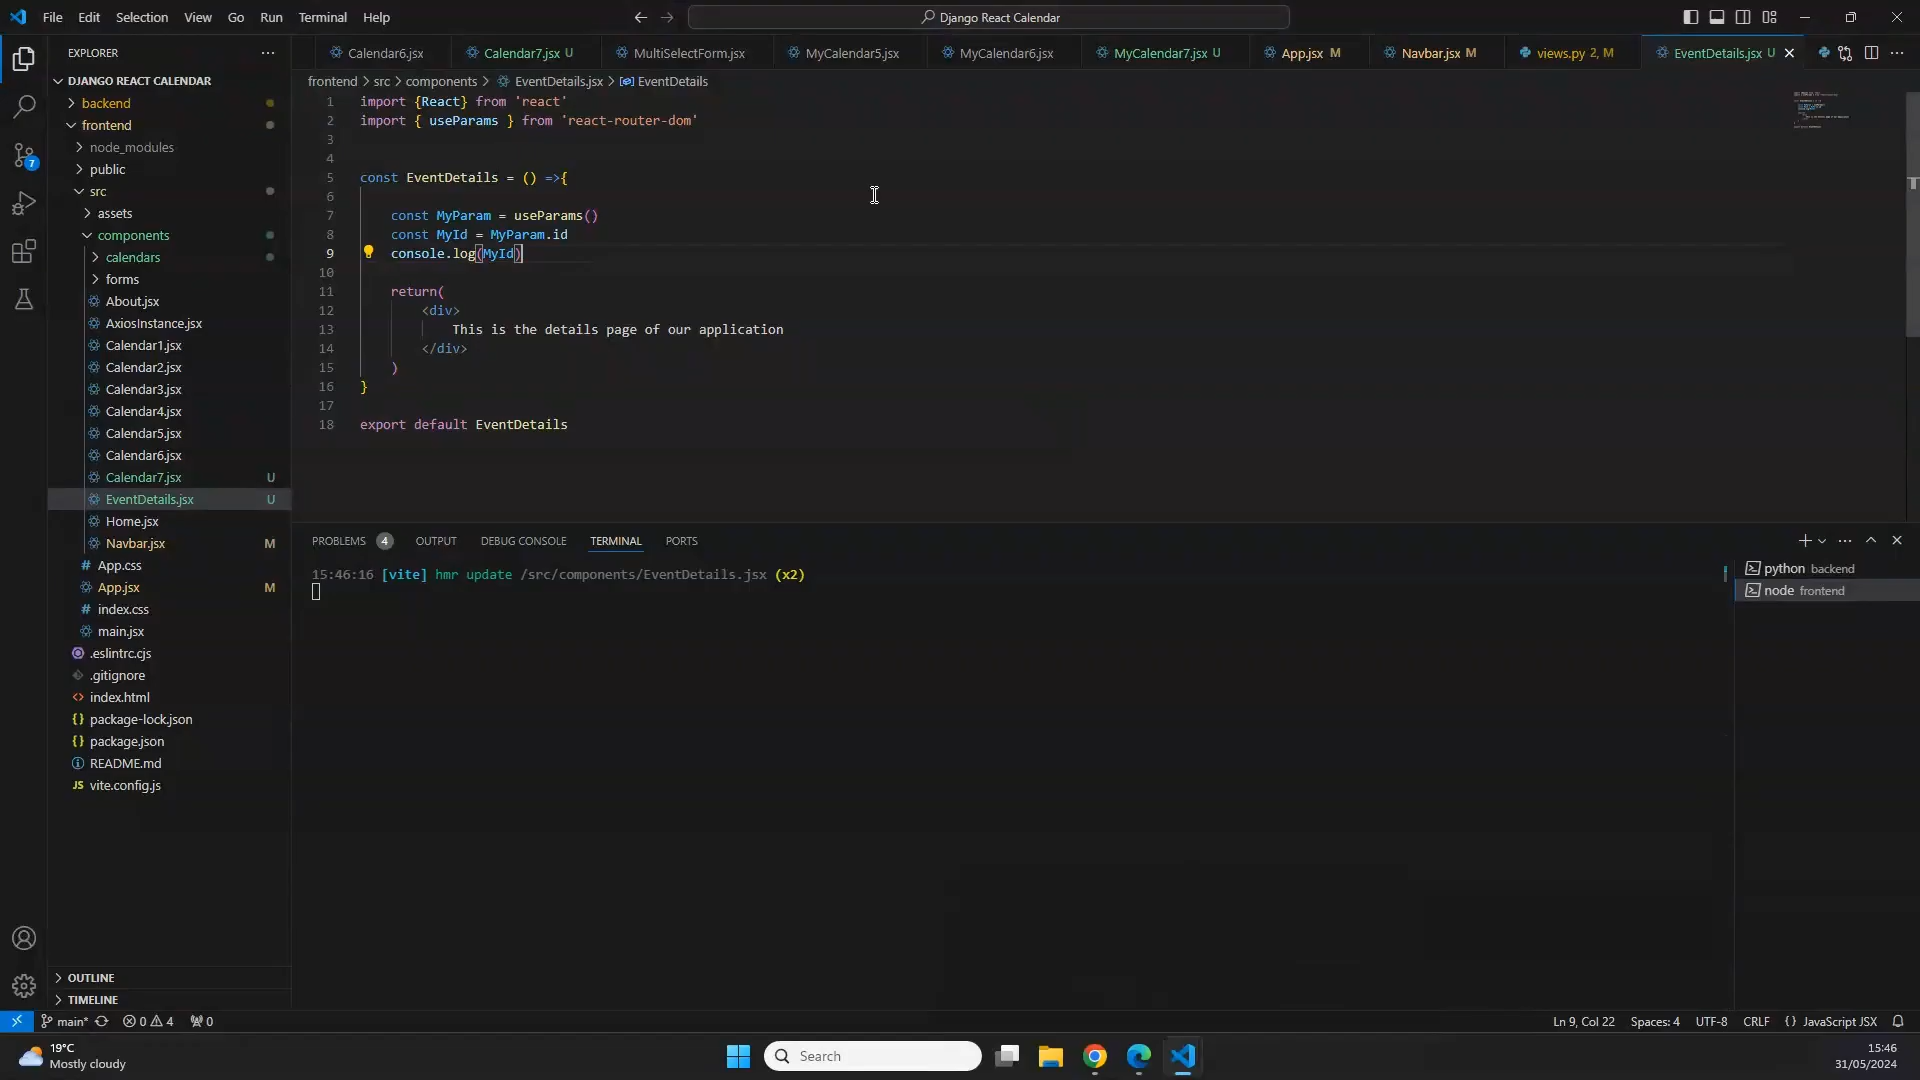 File Edit Selection View Go Run Terminal Help
Django React Calendar
EXPLORER
Calendar6.jsx
Calendar7.jsx U
MultiSelectForm.jsx
MyCalendar5.jsx
MyCalendar6.jsx
MyCalendar7.jsx U
App.jsx M
Navbar.jsx M
views.py 2, M
EventDetails.jsx U
DJANGO REACT CALENDAR
backend
frontend
node_modules
public
src
assets
components
calendars
forms
About.jsx
AxiosInstance.jsx
Calendar1.jsx
Calendar2.jsx
Calendar3.jsx
Calendar4.jsx
Calendar5.jsx
Calendar6.jsx
Calendar7.jsx U
EventDetails.jsx U
Home.jsx
Navbar.jsx M
App.css
App.jsx M
index.css
main.jsx
.eslintrc.cjs
.gitignore
index.html
package-lock.json
package.json
README.md
vite.config.js
OUTLINE
TIMELINE
7
frontend > src > components > EventDetails.jsx > EventDetails
1 import {React} from 'react'
2 import { useParams } from 'react-router-dom'
3
4
5 const EventDetails = () =>{
6
7 const MyParam = useParams()
8 const MyId = MyParam.id
9 console.log(MyId)
10
11 return(
12 <div>
13 This is the details page of our application
14 </div>
15 )
16 }
17
18 export default EventDetails
PROBLEMS 4 OUTPUT DEBUG CONSOLE TERMINAL PORTS
15:46:16 [vite] hmr update /src/components/EventDetails.jsx (x2)
python backend
node frontend
main* 0 4 0
Ln 9, Col 22 Spaces: 4 UTF-8 CRLF {} JavaScript JSX
19°C
Mostly cloudy
Search
15:46
31/05/2024